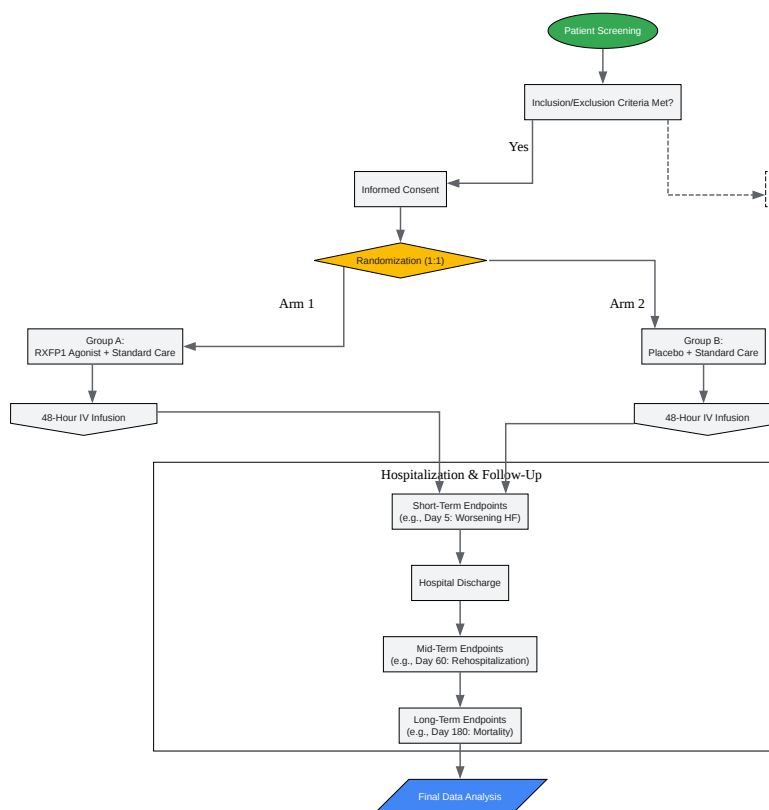 Patient Screening
Inclusion/Exclusion Criteria Met?
Yes
Informed Consent
Randomization (1:1)
Arm 1
Arm 2
Group A:
RXFP1 Agonist + Standard Care
Group B:
Placebo + Standard Care
48-Hour IV Infusion
48-Hour IV Infusion
Hospitalization & Follow-Up
Short-Term Endpoints
(e.g., Day 5: Worsening HF)
Hospital Discharge
Mid-Term Endpoints
(e.g., Day 60: Rehospitalization)
Long-Term Endpoints
(e.g., Day 180: Mortality)
Final Data Analysis